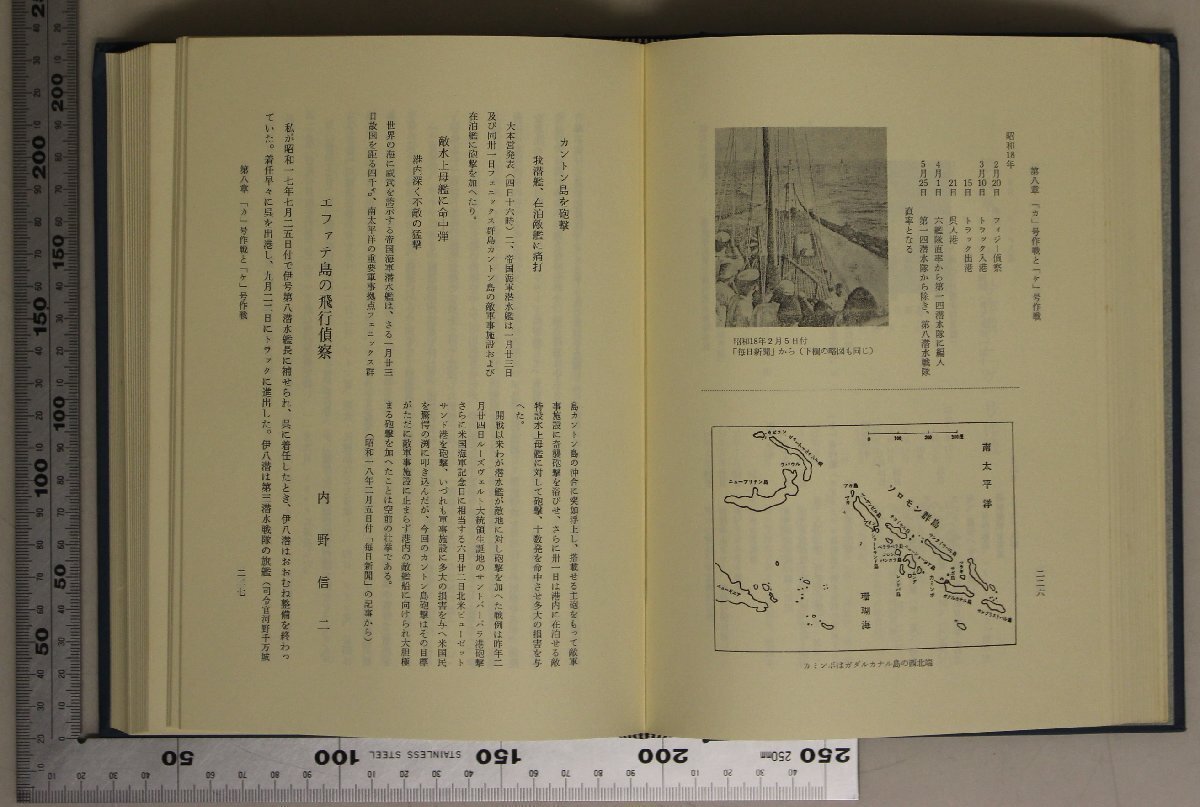 第八章 「カ」号作戦と「ケ」号作戦
二二六
昭和18年
2月20日 フィジー偵察
3月10日 トラック入港
15日 トラック出港
21日 呉入港
4月1日 六艦隊直率から第一四潜水隊に編入
5月25日 第一四潜水隊から除き、第八潜水戦隊
直率となる
昭和18年2月5日付
「毎日新聞」から(下欄の略図も同じ)
南太平洋
ソロモン群島
珊瑚海
ニューブリテン島
ラバウル
0 100 200 300浬
カミンボはガダルカナル島の西北端
カントン島を砲撃
我潜艦、在泊敵艦に痛打
大本営発表(四日十六時)二、帝国海軍潜水艦は一月廿三日
及び同卅一日フェニックス群島カントン島の敵軍事施設および
在泊艦に砲撃を加へたり。
敵水上母艦に命中弾
港内深く不敵の猛撃
世界の海に威武を誇示する帝国海軍潜水艦は、さる一月廿三
日敵国を距る四千㌔、南太平洋の重要軍事拠点フェニックス群
島カントン島の沖合に突如浮上し、搭載せる主砲をもって敵軍
事施設に奇襲砲撃を浴びせ、さらに卅一日は港内に在泊せる敵
特設水上母艦に対して砲撃、十数発を命中させ多大の損害を与
へた。
開戦以来わが潜水艦が敵地に対し砲撃を加へた戦例は昨年二
月廿四日ルーズヴェルト大統領生誕地のサンドバーバラ港砲撃
さらに米国海軍記念日に相当する六月廿二日北米ビューゼット
サンド港を砲撃、いづれも軍事施設に多大の損害を与へ米国民
を驚愕の渕に叩き込んだが、今回のカントン島砲撃はその目標
がただに敵軍事施設に止まらず港内の敵艦船に向けられ大胆極
まる砲撃を加へたことは空前の壮挙である。
(昭和一八年二月五日付「毎日新聞」の記事から)
エファテ島の飛行偵察
内野信二
私が昭和一七年七月二五日付で伊号第八潜水艦長に補せられ、呉に着任したとき、伊八潜はおおむね整備を終わっ
ていた。着任早々に呉を出港し、九月二二日にトラックに進出した。伊八潜は第三潜水戦隊の旗艦(司令官河野千万城
第八章 「カ」号作戦と「ケ」号作戦
二二七
50
100
STAINLESS STEEL
150
200
250
250mm